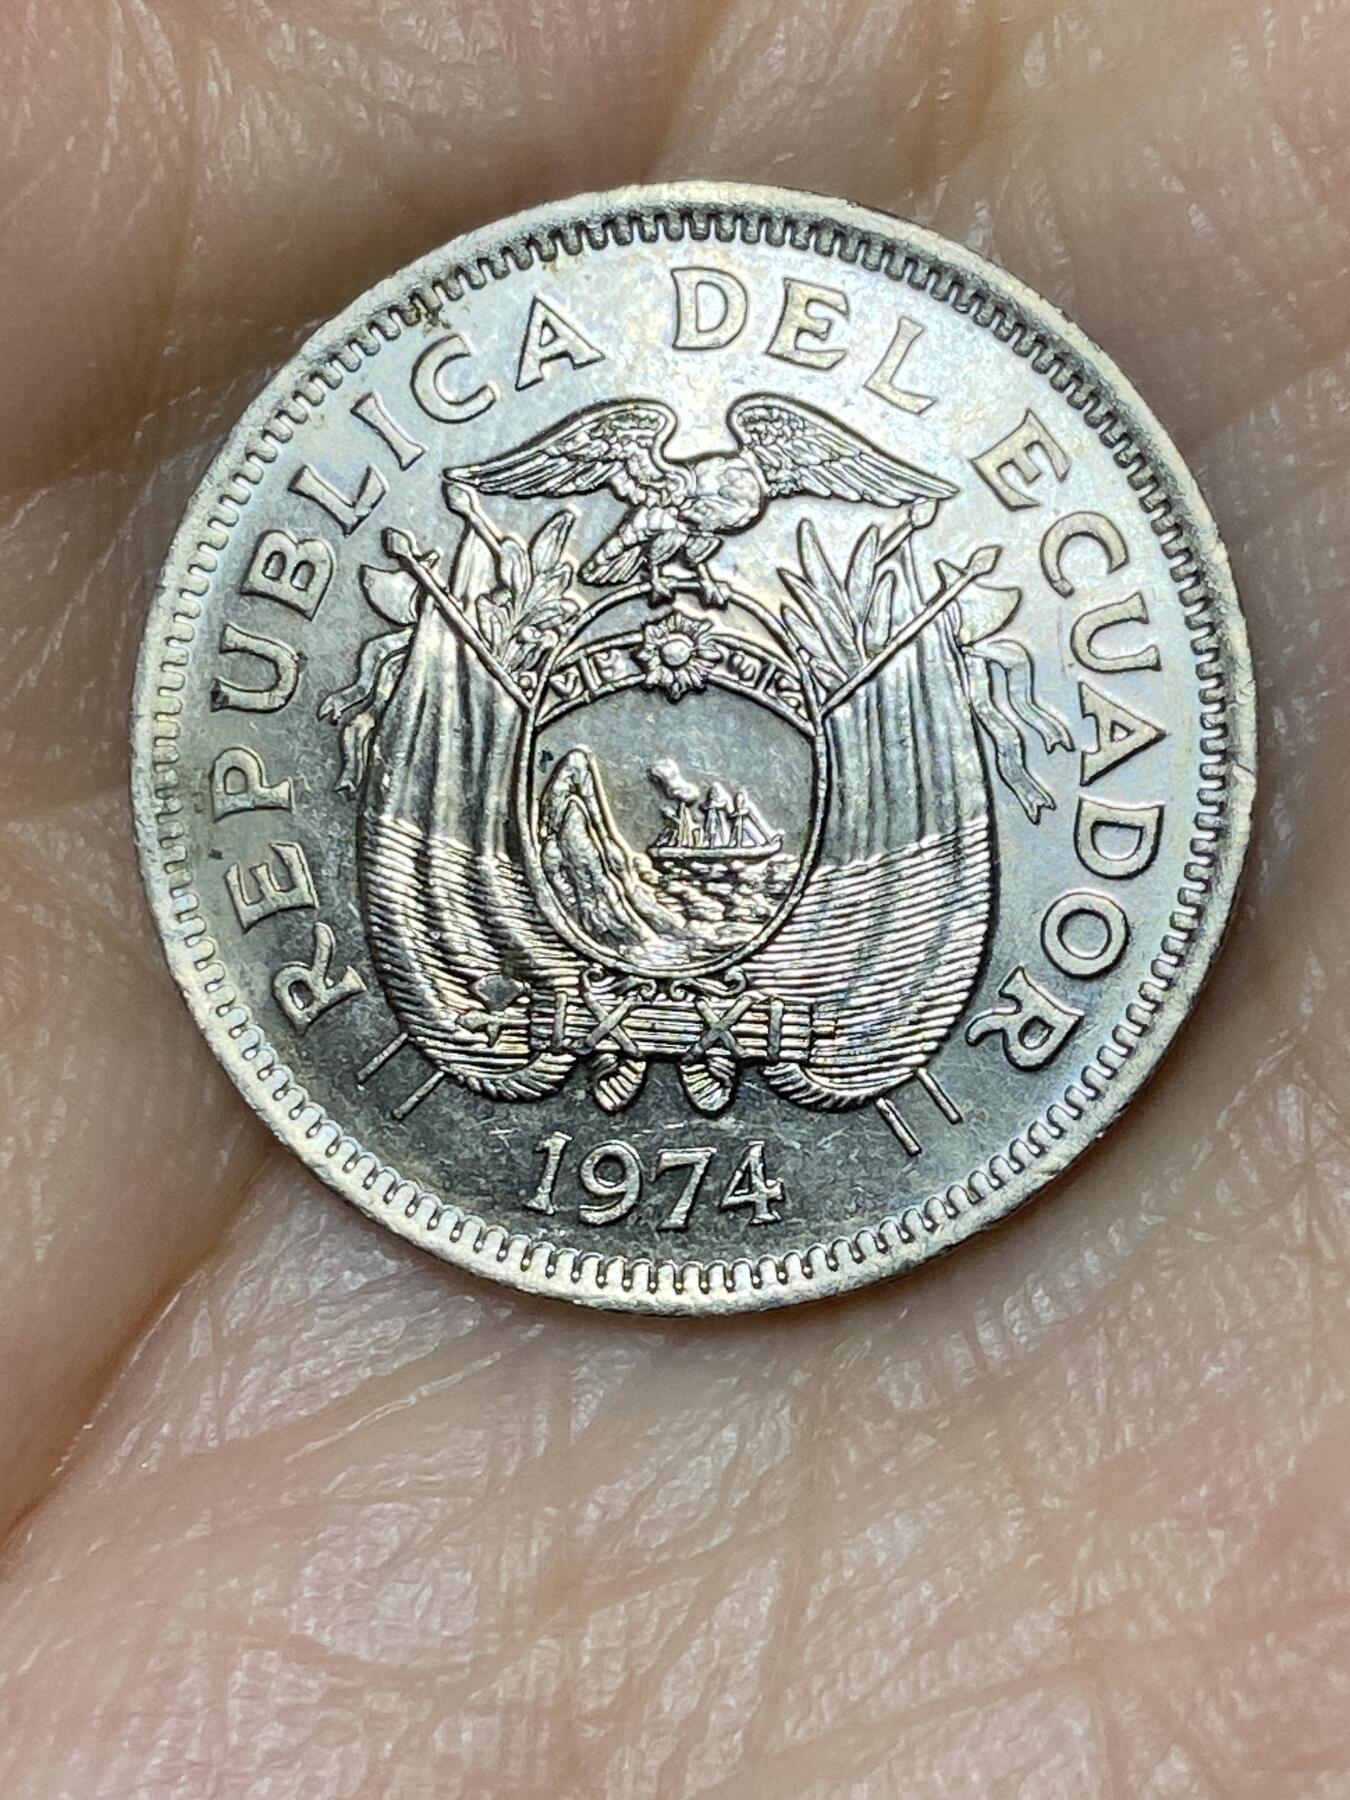 REPUBLICA DEL ECUADOR
IX XI
1974